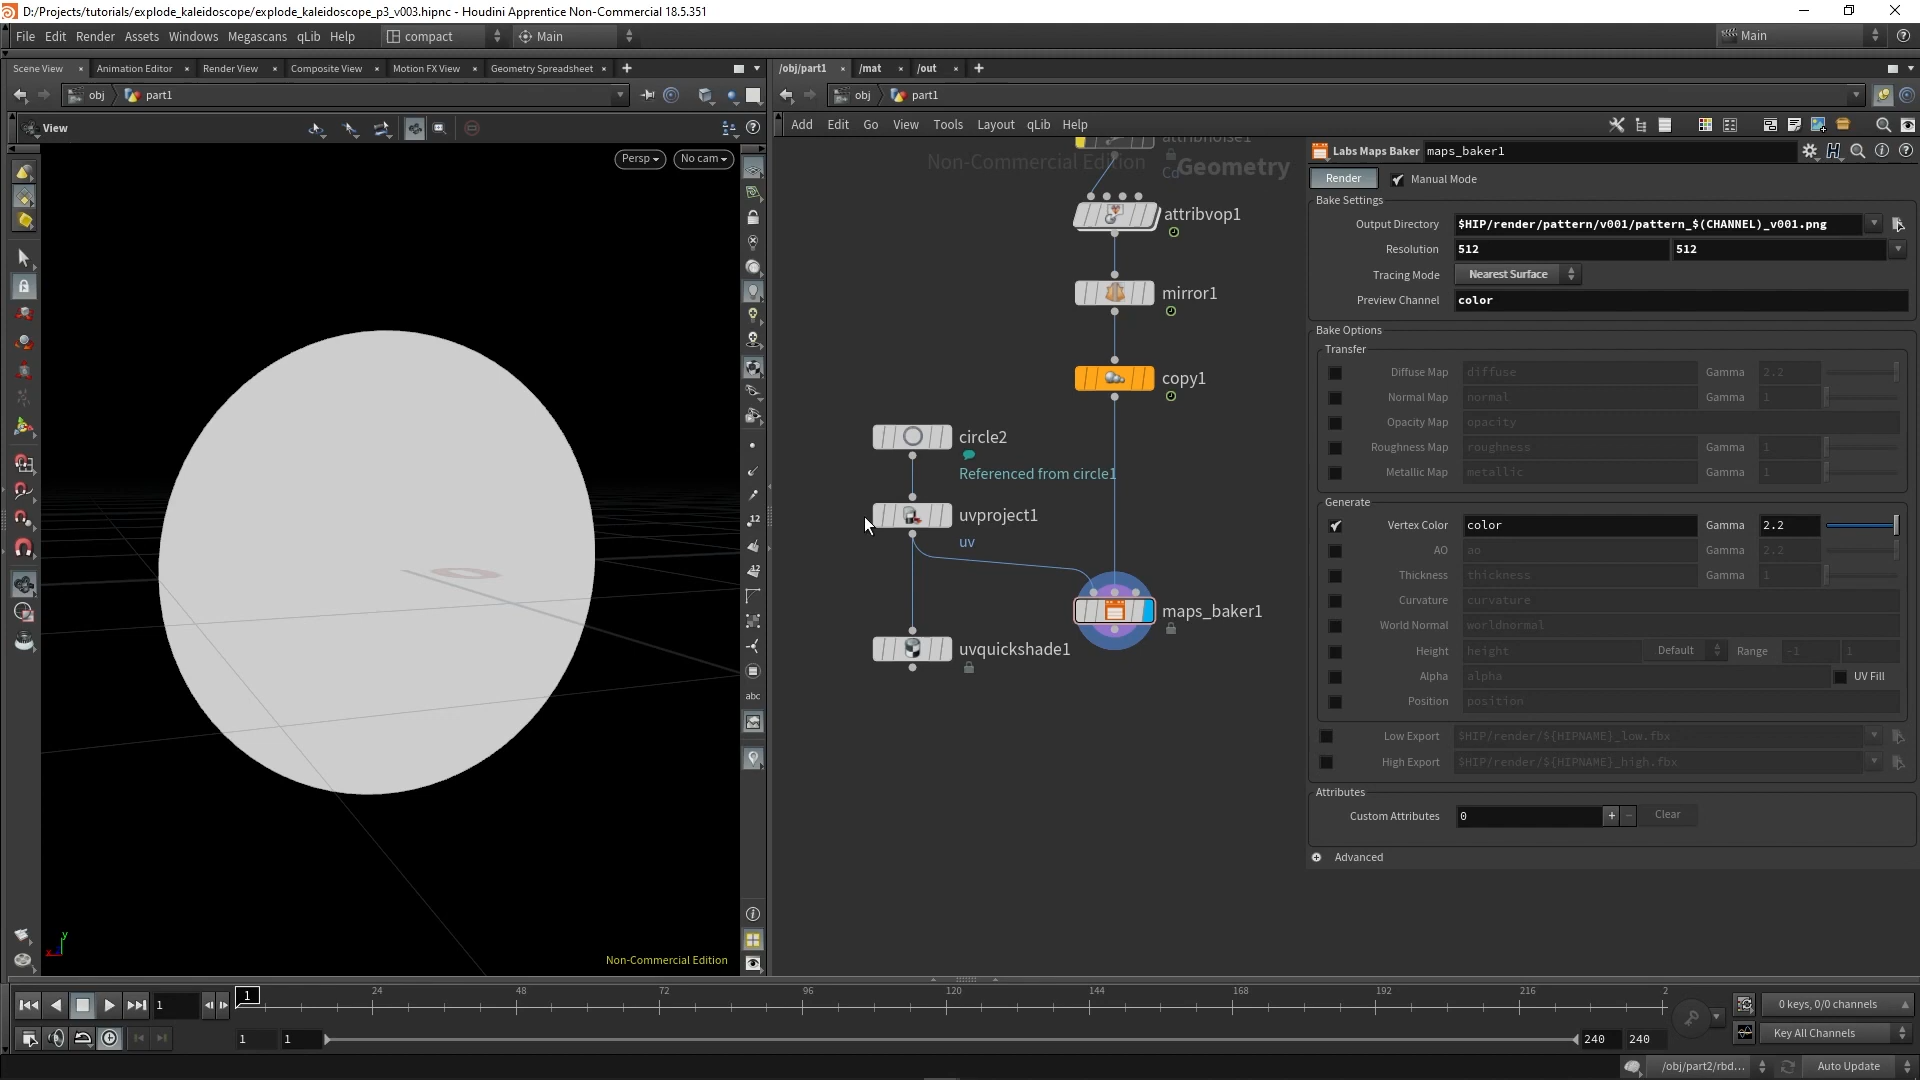 D:/Projects/tutorials/explode_kaleidoscope/explode_kaleidoscope_p3_v003.hipnc - Houdini Apprentice Non-Commercial 18.5.351
File Edit Render Assets Windows Megascans qLib Help compact Main Main
Scene View Animation Editor Render View Composite View Motion FX View Geometry Spreadsheet
/obj/part1 /mat /out
obj part1
obj part1
View
Add Edit Go View Tools Layout qLib Help
Persp No cam
Non-Commercial Edition
Geometry
attribnoise1
Cd
attribvop1
mirror1
copy1
circle2
Referenced from circle1
uvproject1
uv
maps_baker1
uvquickshade1
Labs Maps Baker maps_baker1
Render Manual Mode
Bake Settings
Output Directory $HIP/render/pattern/v001/pattern_$(CHANNEL)_v001.png
Resolution 512 512
Tracing Mode Nearest Surface
Preview Channel color
Bake Options
Transfer
Diffuse Map diffuse Gamma 2.2
Normal Map normal Gamma 1
Opacity Map opacity
Roughness Map roughness Gamma 1
Metallic Map metallic Gamma 1
Generate
Vertex Color color Gamma 2.2
AO ao Gamma 2.2
Thickness thickness Gamma 1
Curvature curvature
World Normal worldnormal
Height height Default Range -1 1
Alpha alpha UV Fill
Position position
Low Export $HIP/render/${HIPNAME}_low.fbx
High Export $HIP/render/${HIPNAME}_high.fbx
Attributes
Custom Attributes 0 + - Clear
Advanced
12
12
abc
y
x
Non-Commercial Edition
1 1 24 48 72 96 120 144 168 192 216 2
0 keys, 0/0 channels
1 1 240 240 Key All Channels
/obj/part2/rbd... Auto Update